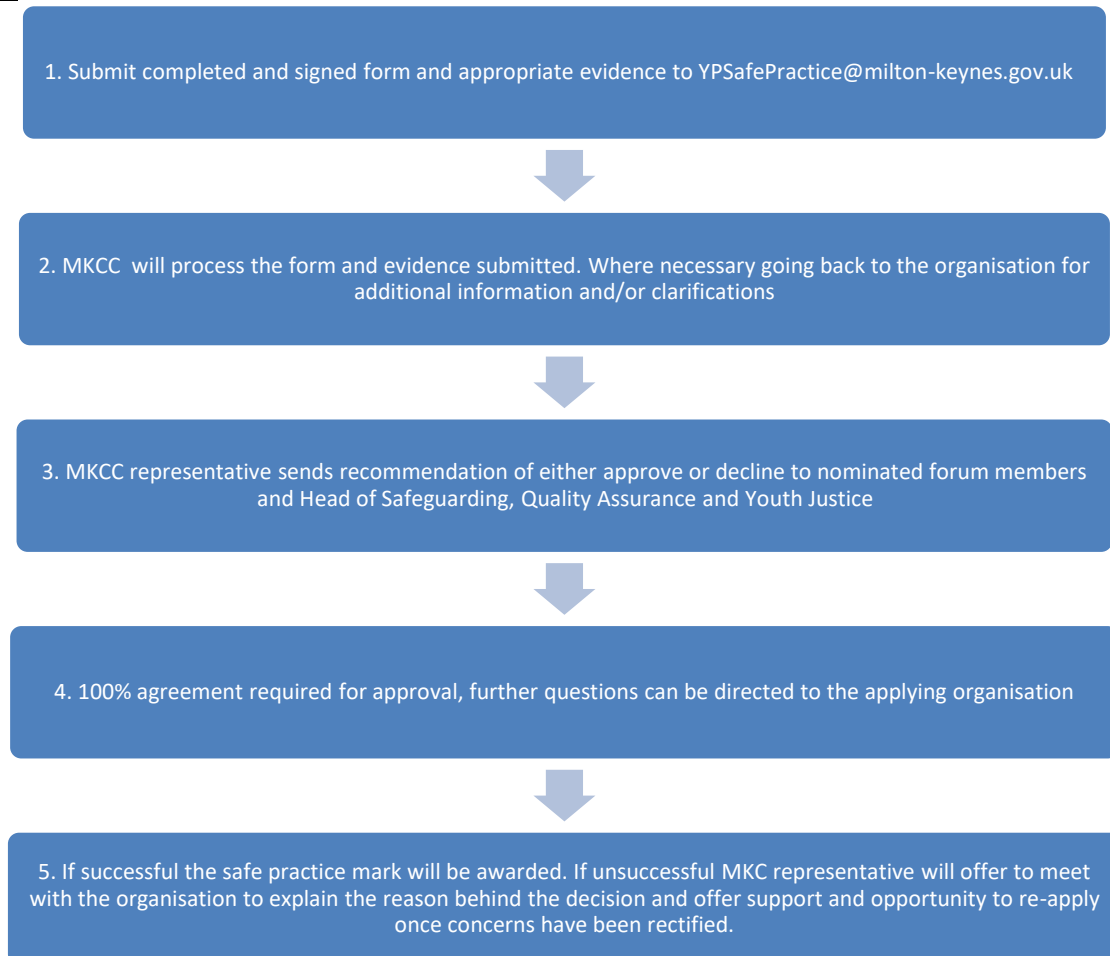 1. Submit completed and signed form and appropriate evidence to YPSafePractice@milton-keynes.gov.uk
2. MKCC  will process the form and evidence submitted. Where necessary going back to the organisation for
additional information and/or clarifications
3. MKCC representative sends recommendation of either approve or decline to nominated forum members
and Head of Safeguarding, Quality Assurance and Youth Justice
4. 100% agreement required for approval, further questions can be directed to the applying organisation
5. If successful the safe practice mark will be awarded. If unsuccessful MKC representative will offer to meet
with the organisation to explain the reason behind the decision and offer support and opportunity to re-apply
once concerns have been rectified.